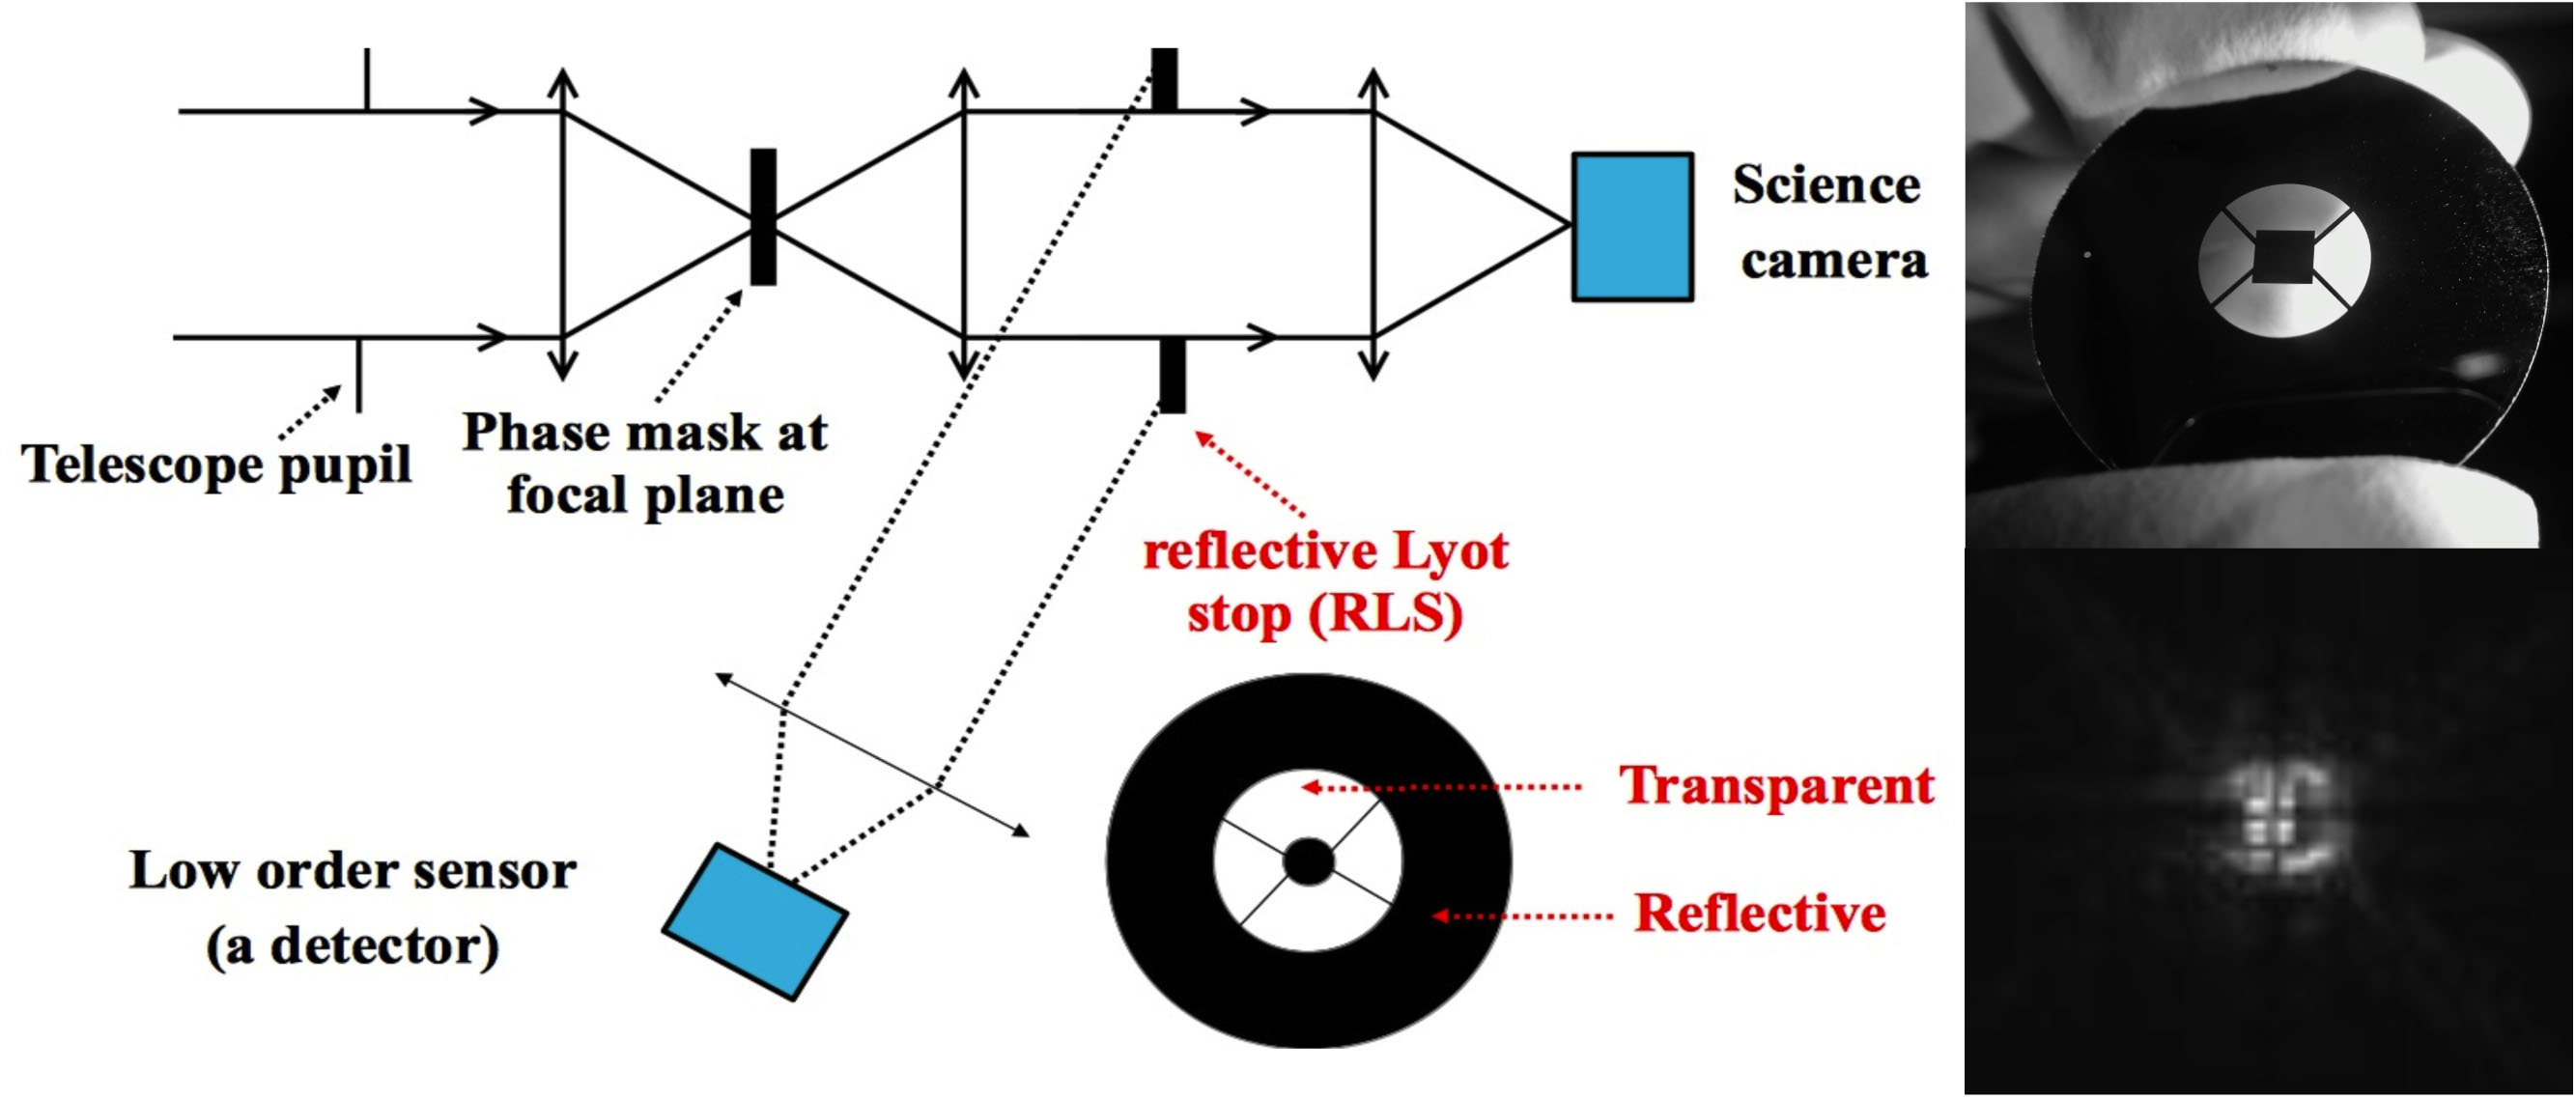 Science
camera
Telescope pupil
Phase mask at
focal plane
reflective Lyot
stop (RLS)
Transparent
Reflective
Low order sensor
(a detector)